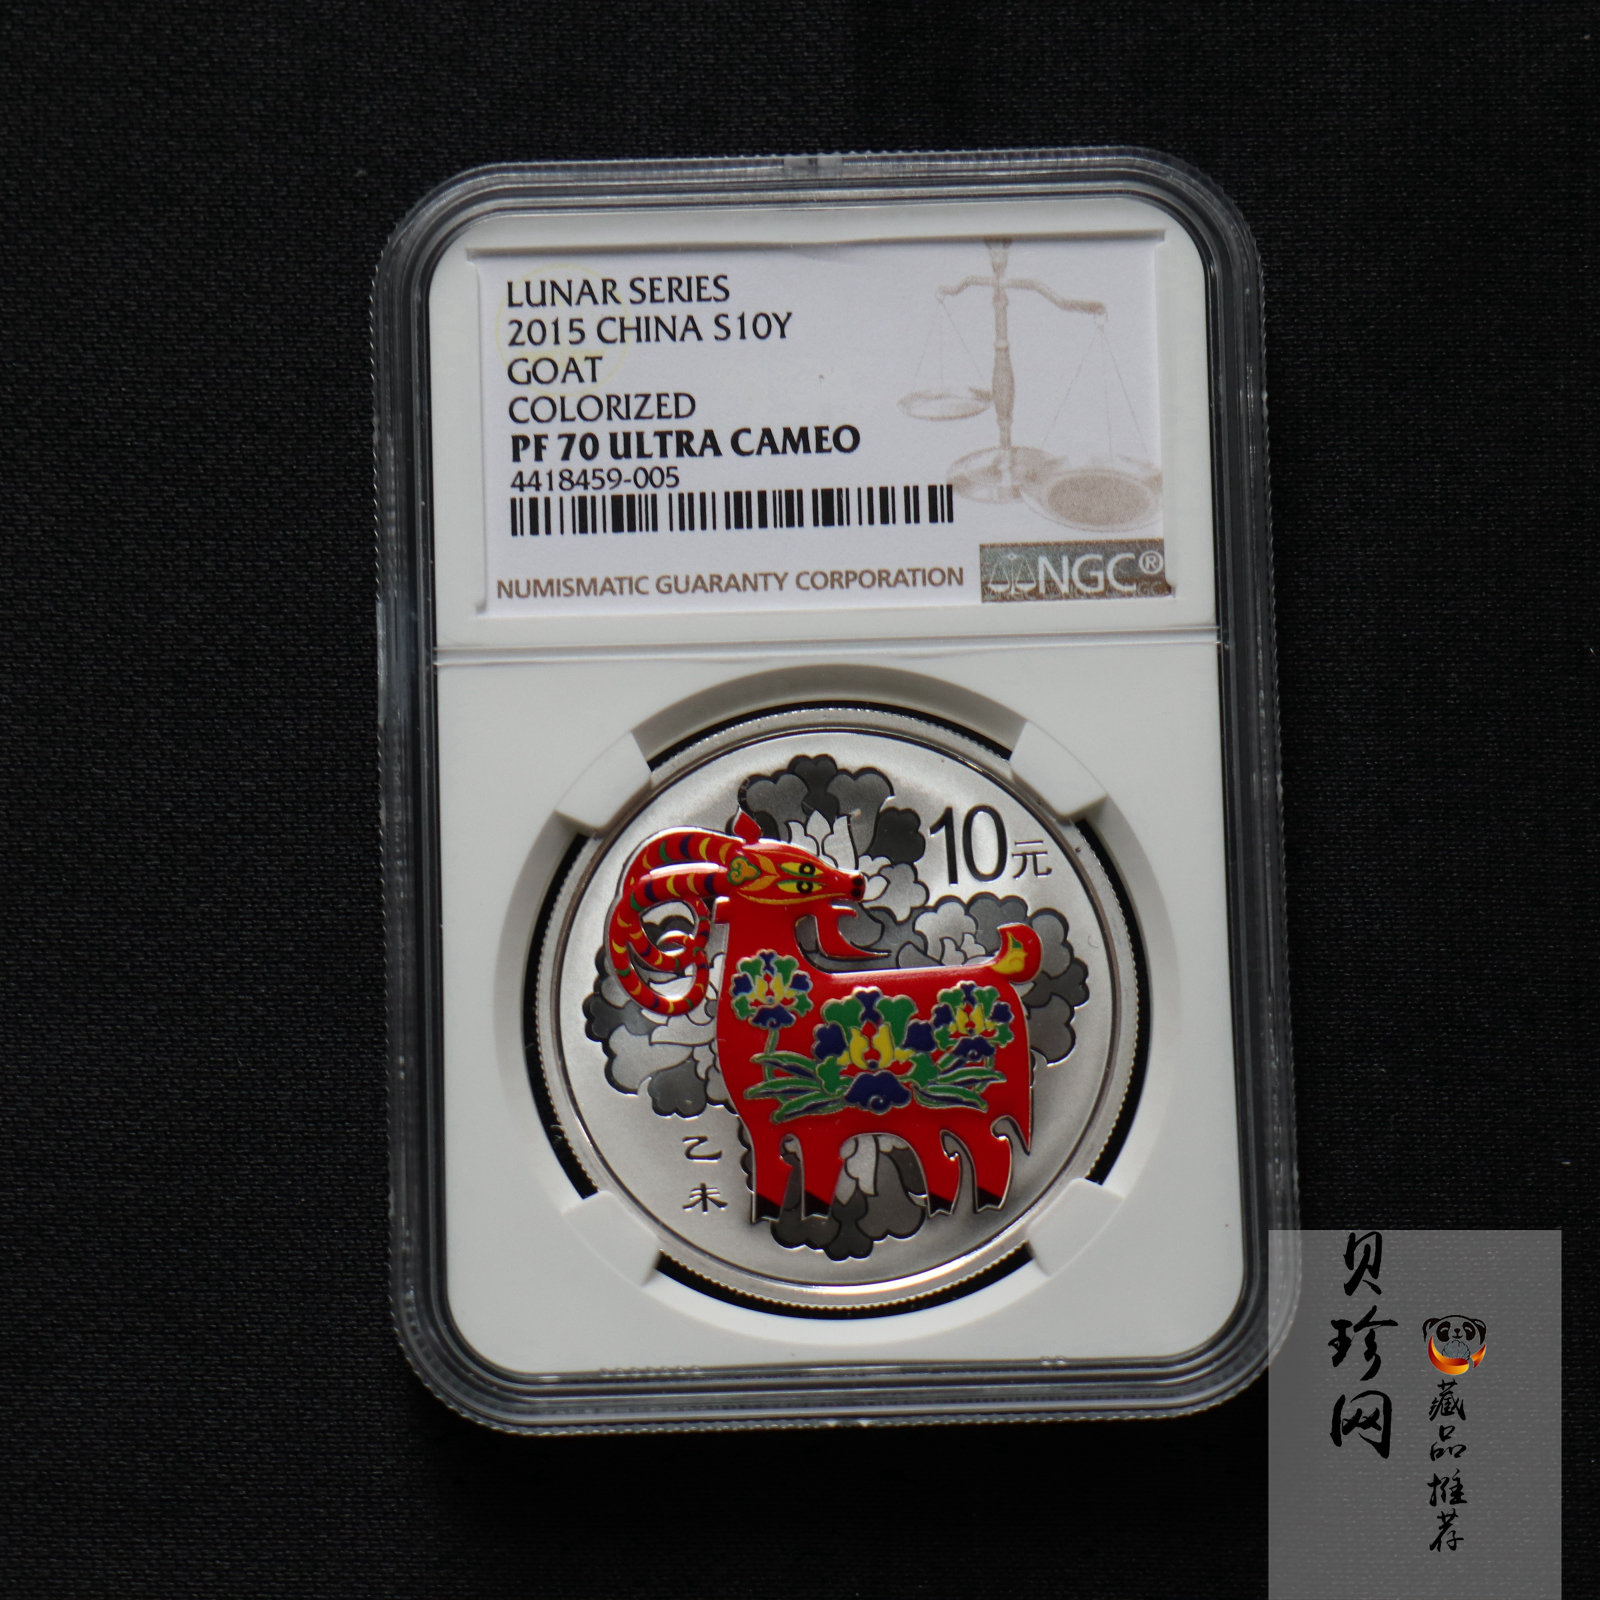 LUNAR SERIES
2015 CHINA S10Y
GOAT
COLORIZED
PF 70 ULTRA CAMEO
4418459-005
NUMISMATIC GUARANTY CORPORATION
NGC®
10元
乙
未
贝珍网
藏品推荐